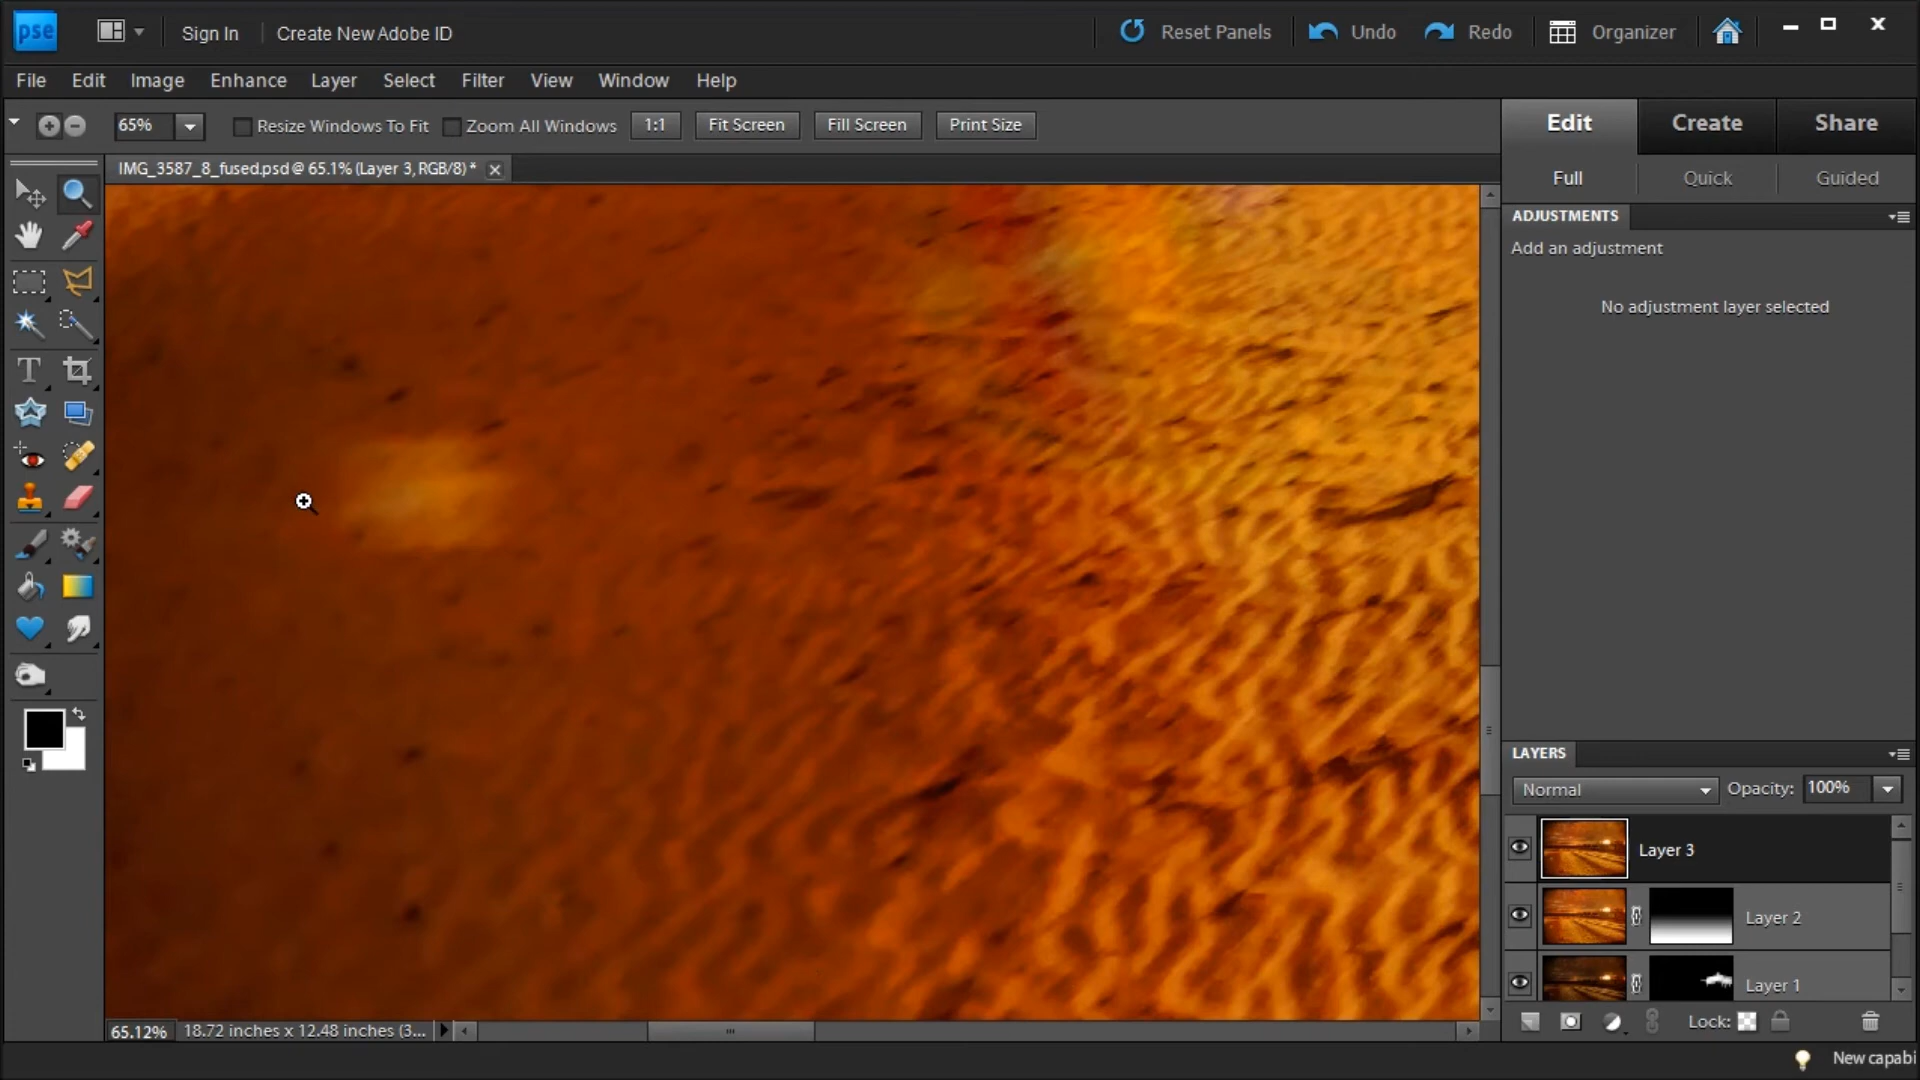 pse Sign In Create New Adobe ID Reset Panels Undo Redo Organizer
File Edit Image Enhance Layer Select Filter View Window Help
65% Resize Windows To Fit Zoom All Windows 1:1 Fit Screen Fill Screen Print Size
Edit Create Share
IMG_3587_8_fused.psd @ 65.1% (Layer 3, RGB/8) *
Full Quick Guided
ADJUSTMENTS
Add an adjustment
No adjustment layer selected
T
LAYERS
Normal Opacity: 100%
Layer 3
Layer 2
Layer 1
Lock:
65.12% 18.72 inches x 12.48 inches (3...
New capabi